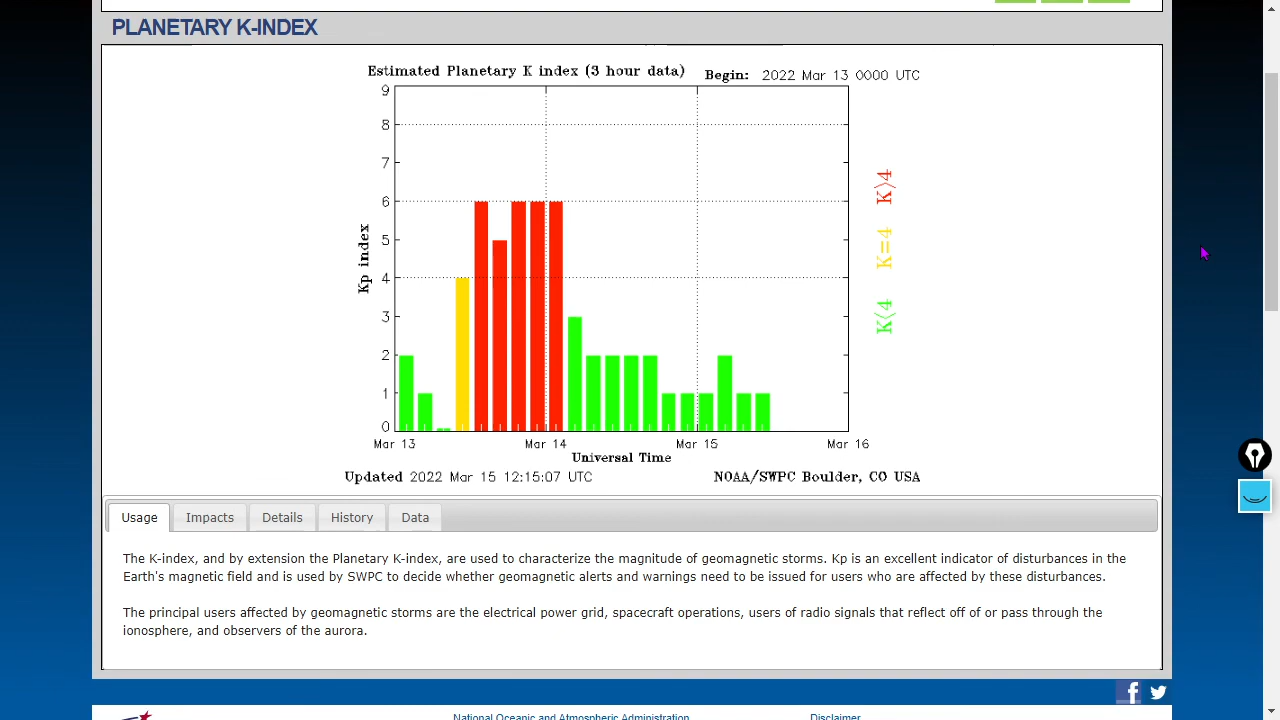 PLANETARY K-INDEX
Estimated Planetary K index (3 hour data) Begin: 2022 Mar 13 0000 UTC
9
8
7
6
5
4
3
2
1
0
Kp index
K>4
K=4
K<4
Mar 13 Mar 14 Mar 15 Mar 16
Universal Time
Updated 2022 Mar 15 12:15:07 UTC NOAA/SWPC Boulder, CO USA
Usage Impacts Details History Data
The K-index, and by extension the Planetary K-index, are used to characterize the magnitude of geomagnetic storms. Kp is an excellent indicator of disturbances in the
Earth's magnetic field and is used by SWPC to decide whether geomagnetic alerts and warnings need to be issued for users who are affected by these disturbances.
The principal users affected by geomagnetic storms are the electrical power grid, spacecraft operations, users of radio signals that reflect off of or pass through the
ionosphere, and observers of the aurora.
f
National Oceanic and Atmospheric Administration Disclaimer